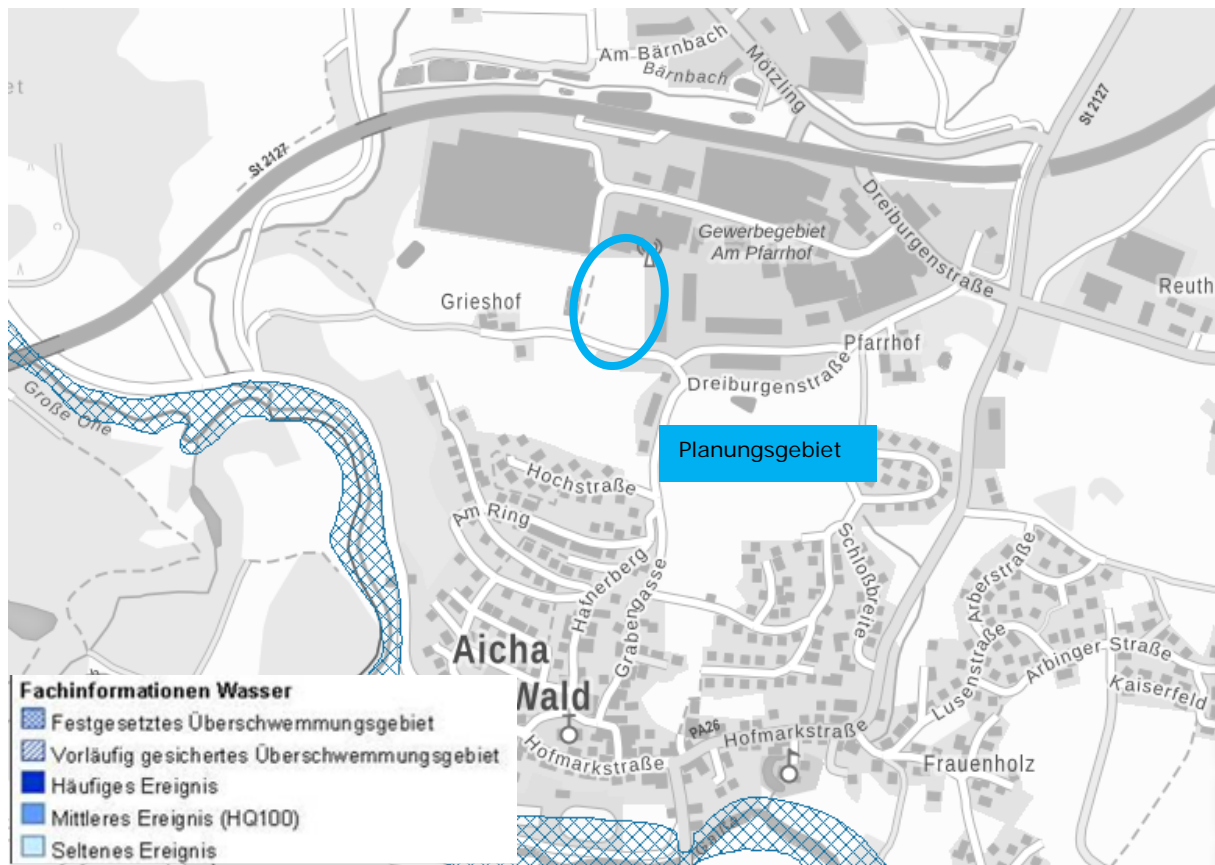 Am Bärnbach
Bärnbach
Mötzling
et
St 2127
St 2127
Dreiburgenstraße
Gewerbegebiet
Am Pfarrhof
Grieshof
Reuth
Pfarrhof
Dreiburgenstraße
Große Ohe
Planungsgebiet
Hochstraße
Am Ring
Hafnerberg
Grabengasse
Schloßbreite
Arberstraße
Lusenstraße
Arbinger Straße
Kaiserfeld
Aicha
Wald
PA26
Hofmarkstraße
Hofmarkstraße
Frauenholz
Gaißa
Fachinformationen Wasser
Festgesetztes Überschwemmungsgebiet
Vorläufig gesichertes Überschwemmungsgebiet
Häufiges Ereignis
Mittleres Ereignis (HQ100)
Seltenes Ereignis